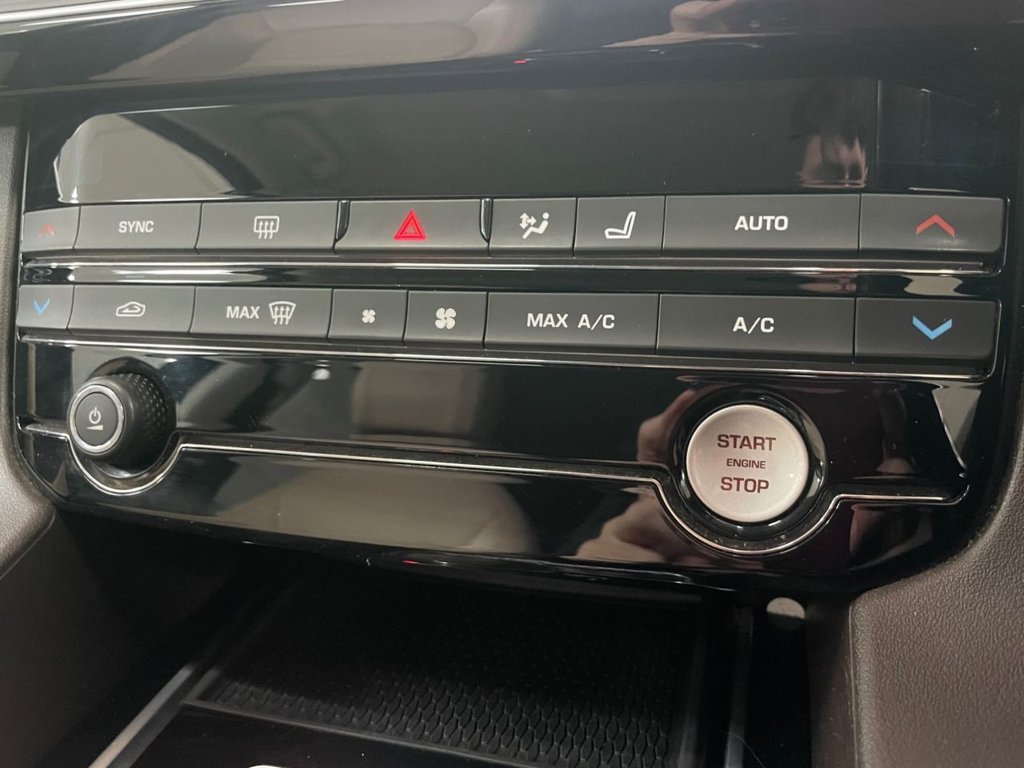 SYNC
AUTO
MAX
MAX A/C
A/C
START
ENGINE
STOP